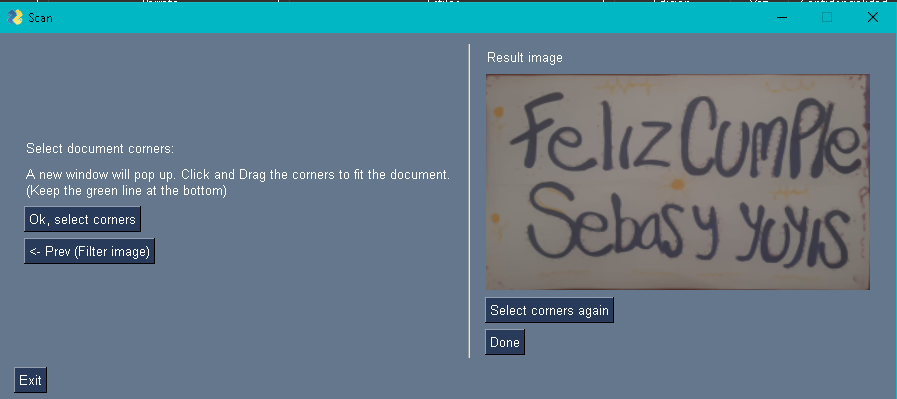 Scan
Select document corners:
A new window will pop up. Click and Drag the corners to fit the document.
(Keep the green line at the bottom)
Ok, select corners
<- Prev (Filter image)
Exit
Result image
Feliz Cumple
Sebas y yuyis
Select corners again
Done